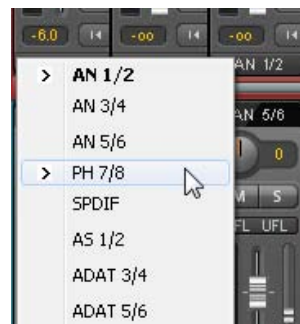 -6.0 -oo -oo
AN 1/2
> AN 1/2
AN 3/4
AN 5/6
AN 5/6
0
> PH 7/8
M S
SPDIF
FL UFL
AS 1/2
ADAT 3/4
ADAT 5/6